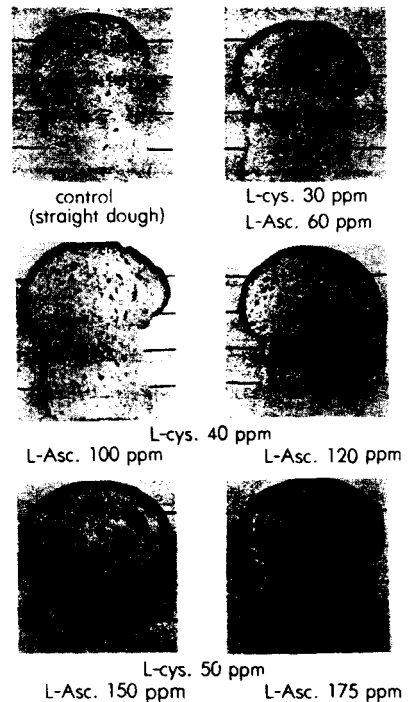 control
(straight dough)
L-cys. 30 ppm
L-Asc. 60 ppm
L-cys. 40 ppm
L-Asc. 100 ppm
L-Asc. 120 ppm
L-cys. 50 ppm
L-Asc. 150 ppm
L-Asc. 175 ppm